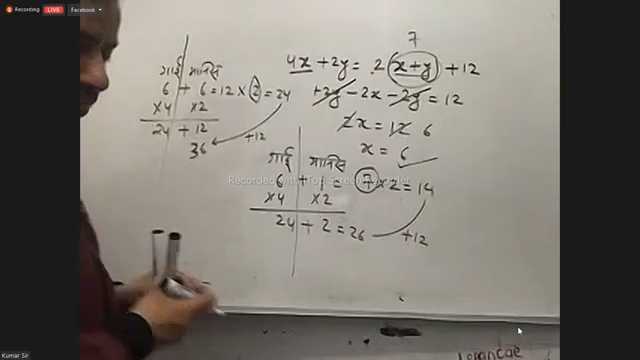 Recording LIVE Facebook
7
4x + 2y = 2(x+y) + 12
+2y - 2x - 2y = 12
2x = 12 6
x = 6
गाई मानिस
6 + 6 = 12 x 2 = 24
x4 x2
24 + 12
36
+12
गाई मानिस
6 + 1 = 7 x 2 = 14
x4 x2
24 + 2 = 26
+12
Kumar Sir